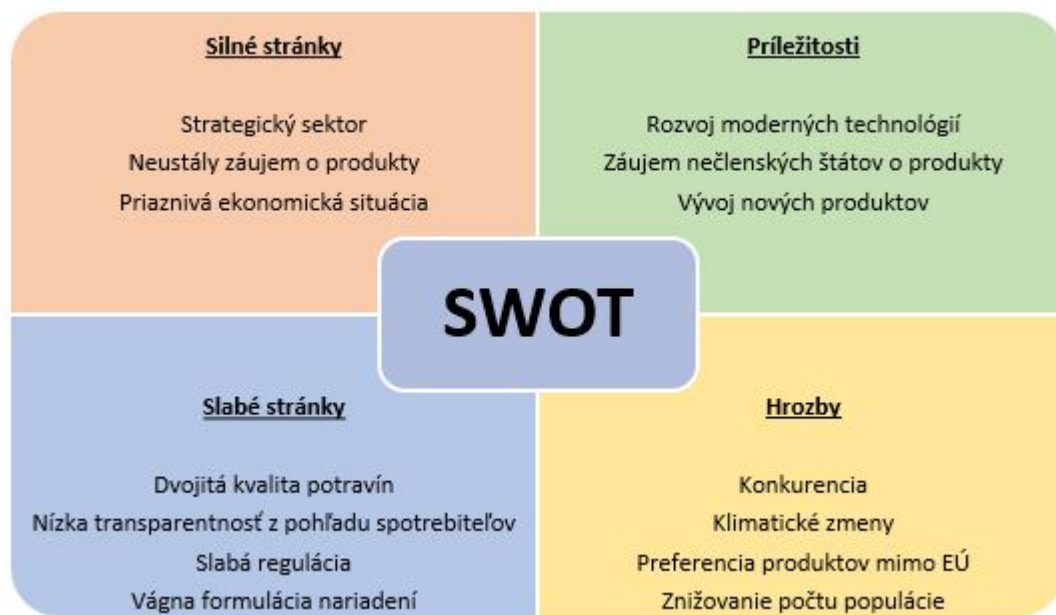 Silné stránky
Strategický sektor
Neustály záujem o produkty
Priaznivá ekonomická situácia
Príležitosti
Rozvoj moderných technológií
Záujem nečlenských štátov o produkty
Vývoj nových produktov
SWOT
Slabé stránky
Dvojitá kvalita potravín
Nízka transparentnosť z pohľadu spotrebiteľov
Slabá regulácia
Vágna formulácia nariadení
Hrozby
Konkurencia
Klimatické zmeny
Preferencia produktov mimo EÚ
Znižovanie počtu populácie